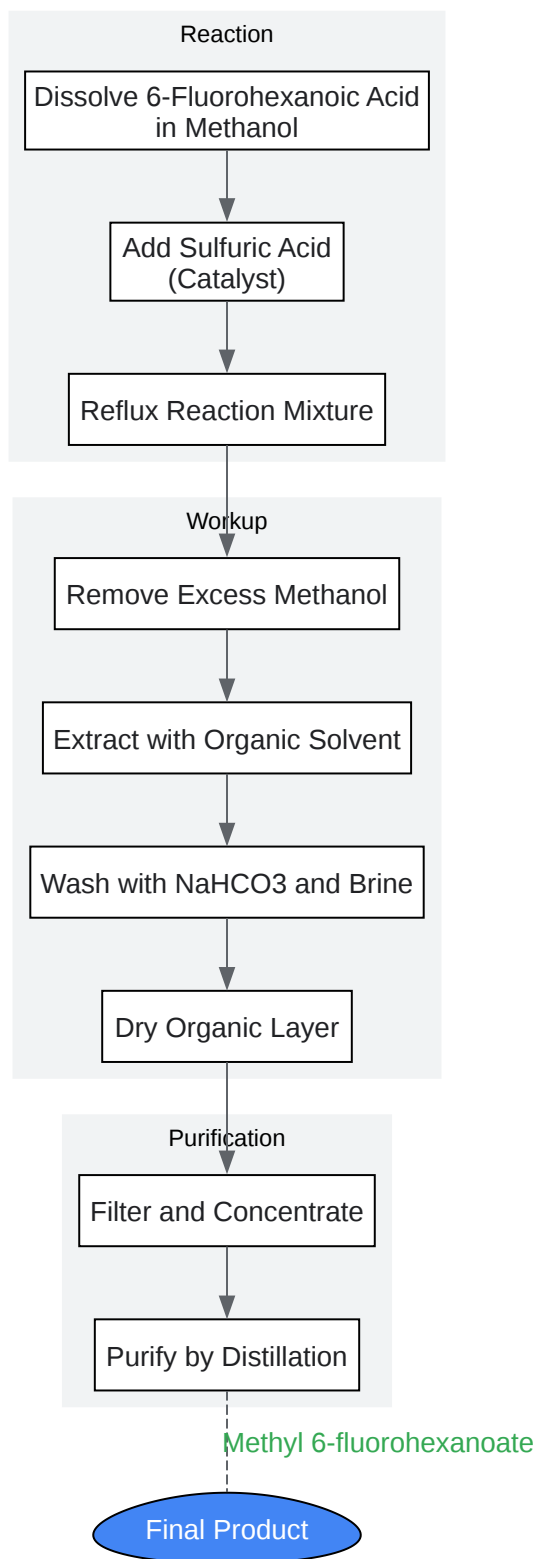 Reaction
Dissolve 6-Fluorohexanoic Acid
in Methanol
Add Sulfuric Acid
(Catalyst)
Reflux Reaction Mixture
Workup
Remove Excess Methanol
Extract with Organic Solvent
Wash with NaHCO3 and Brine
Dry Organic Layer
Purification
Filter and Concentrate
Purify by Distillation
Methyl 6-fluorohexanoate
Final Product